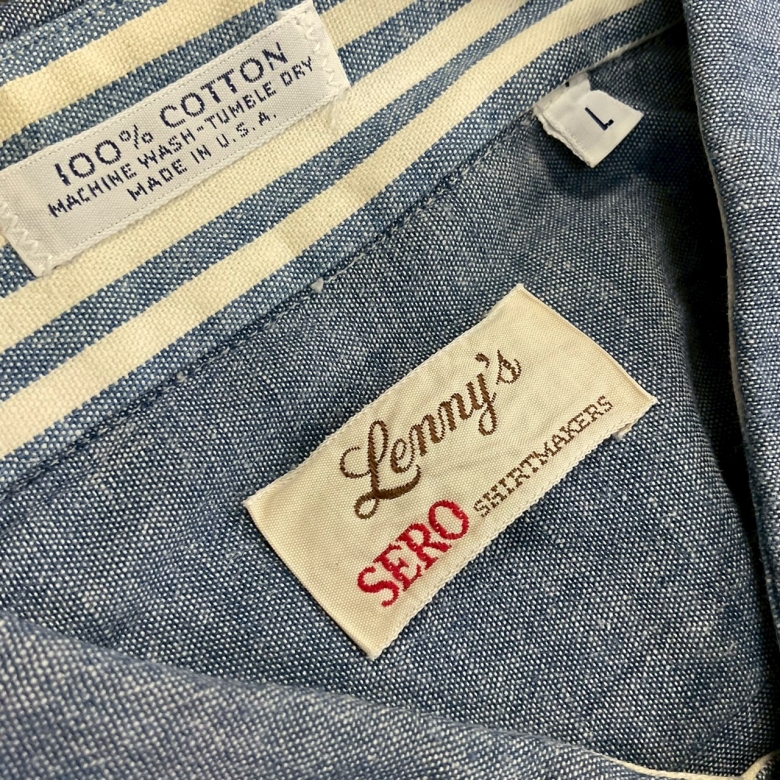 100% COTTON
MACHINE WASH-TUMBLE DRY
MADE IN U.S.A.
L
Lenny's
SERO SHIRTMAKERS